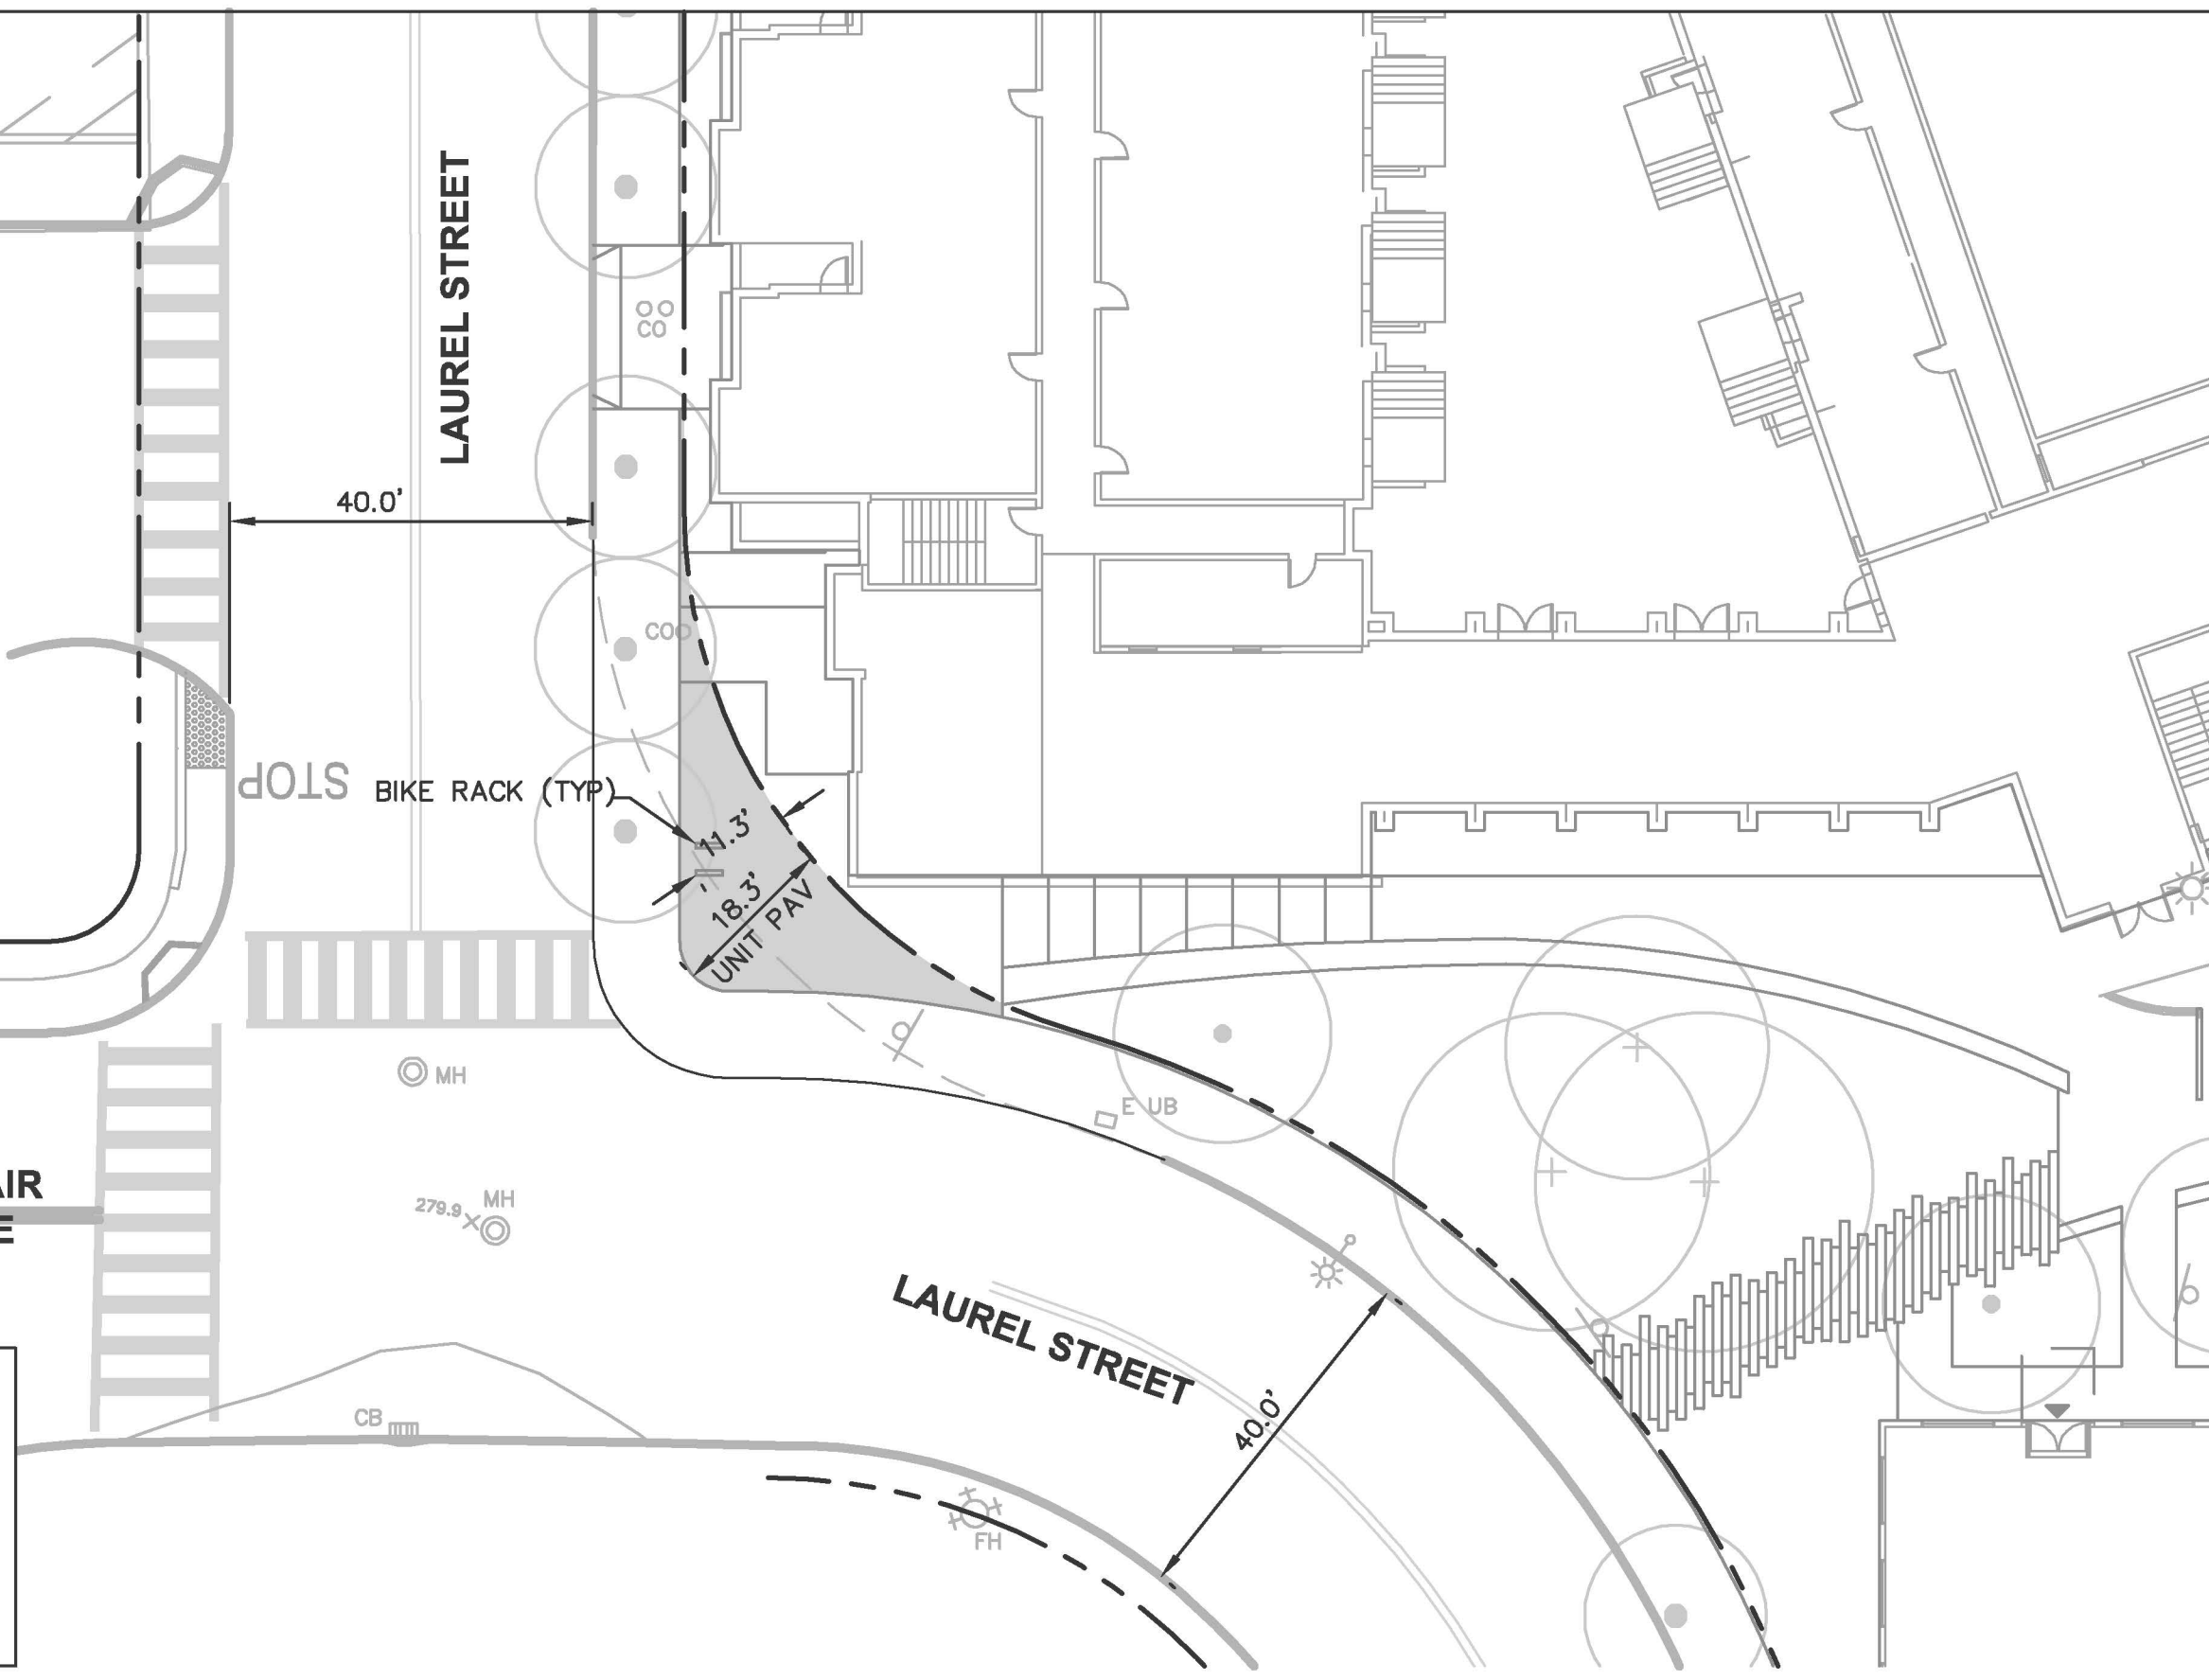 LAUREL STREET
CO
40.0'
CO
STOP
BIKE RACK (TYP)
11.3'
18.3'
UNIT PAV
MH
E UB
AIR
279.9
MH
LAUREL STREET
40.0'
CB
FH